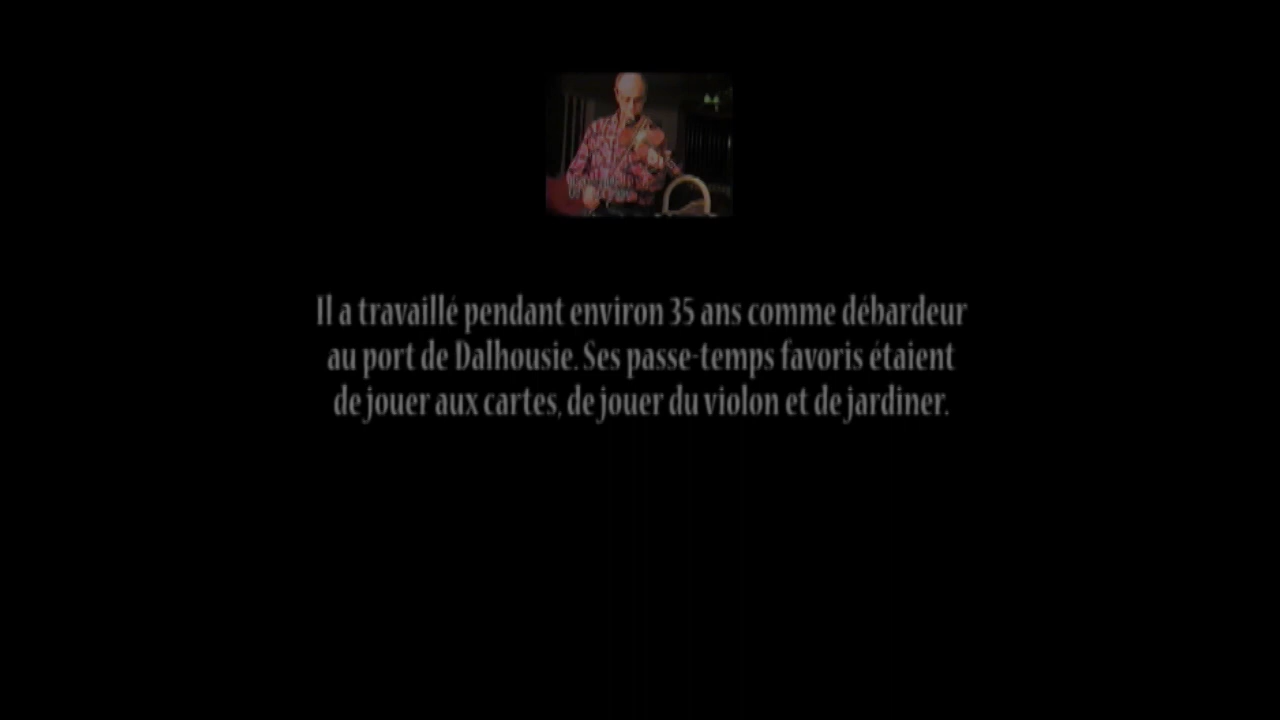 Il a travaillé pendant environ 35 ans comme débardeur
au port de Dalhousie. Ses passe-temps favoris étaient
de jouer aux cartes, de jouer du violon et de jardiner.